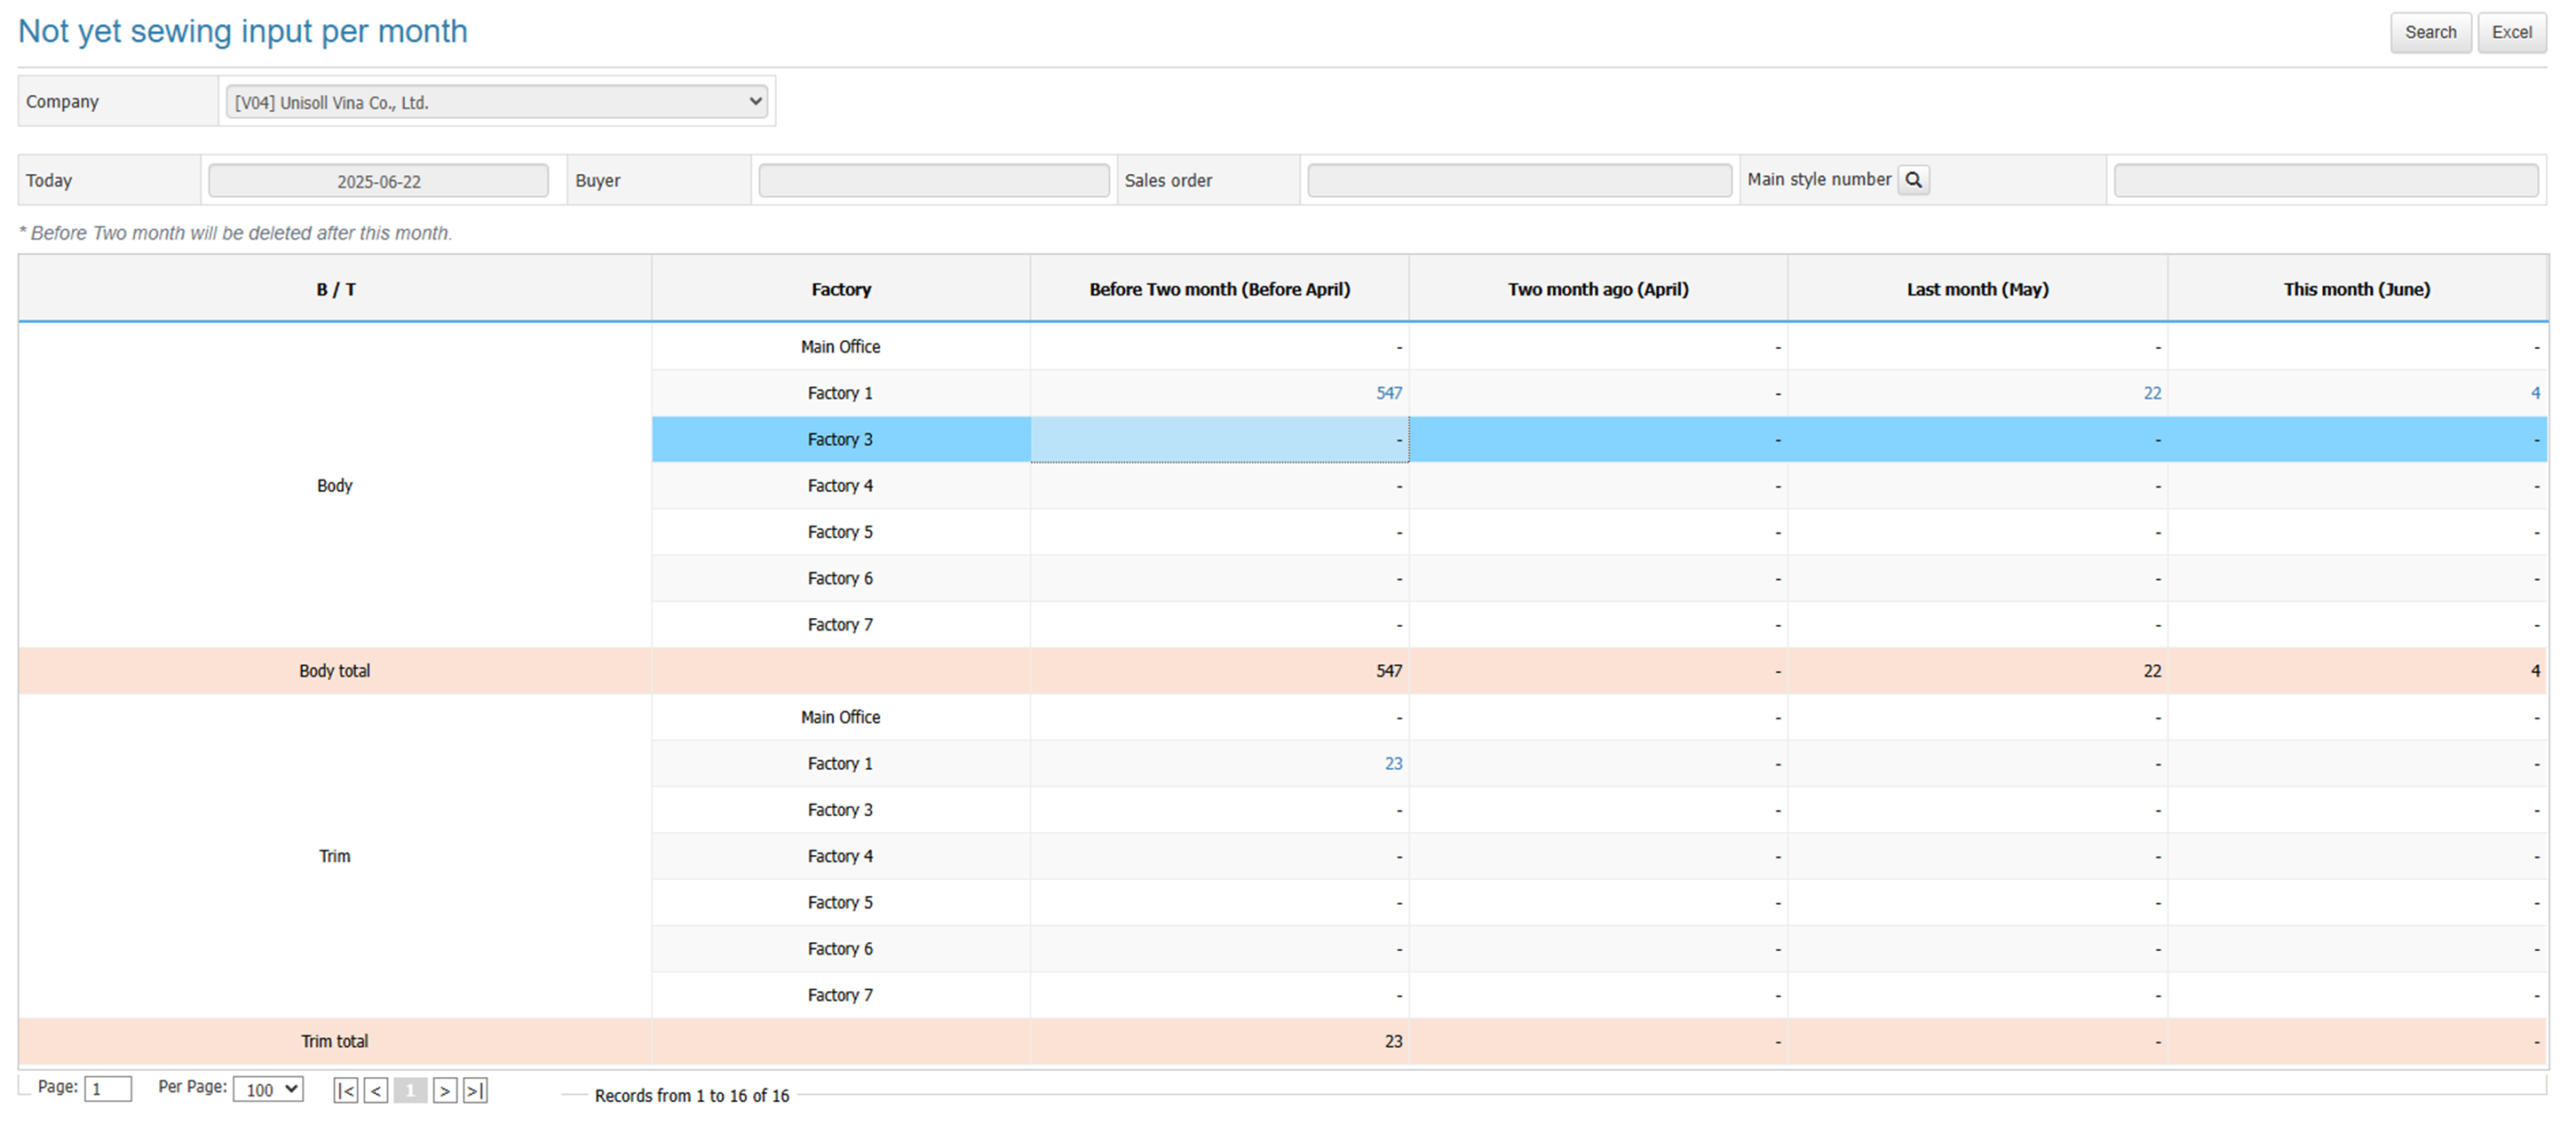 Not yet sewing input per month
Search Excel
Company [V04] Unisoll Vina Co., Ltd.
Today 2025-06-22 Buyer Sales order Main style number
* Before Two month will be deleted after this month.
B / T Factory Before Two month (Before April) Two month ago (April) Last month (May) This month (June)
Main Office - - - -
Factory 1 547 - 22 4
Factory 3 - - - -
Body Factory 4 - - - -
Factory 5 - - - -
Factory 6 - - - -
Factory 7 - - - -
Body total 547 - 22 4
Main Office - - - -
Factory 1 23 - - -
Factory 3 - - - -
Trim Factory 4 - - - -
Factory 5 - - - -
Factory 6 - - - -
Factory 7 - - - -
Trim total 23 - - -
Page: 1 Per Page: 100 |< < 1 > >| Records from 1 to 16 of 16